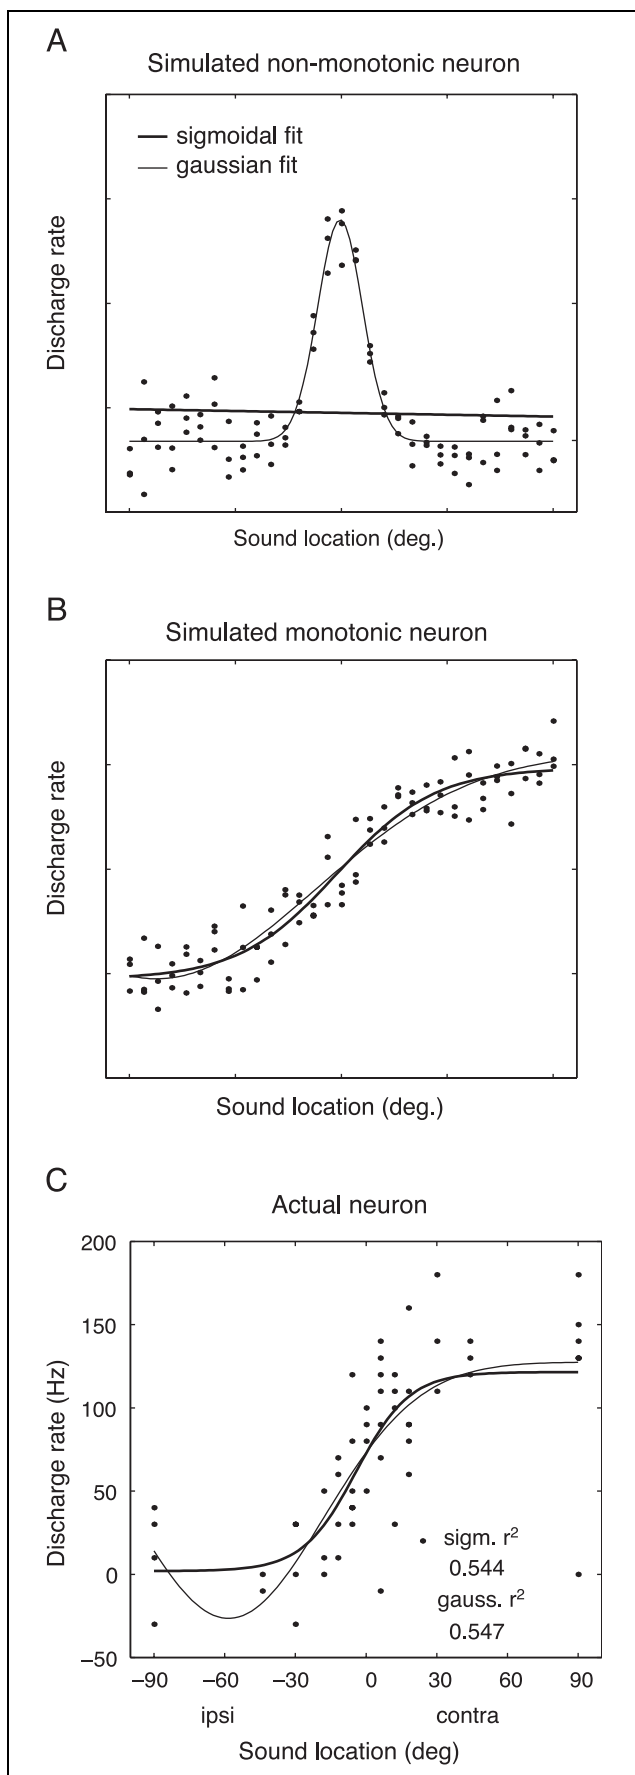 A
Simulated non-monotonic neuron
sigmoidal fit
gaussian fit
Discharge rate
Sound location (deg.)
B
Simulated monotonic neuron
Discharge rate
Sound location (deg.)
C
Actual neuron
200
150
100
50
0
−50
Discharge rate (Hz)
sigm. r²
0.544
gauss. r²
0.547
−90 −60 −30 0 30 60 90
ipsi contra
Sound location (deg)